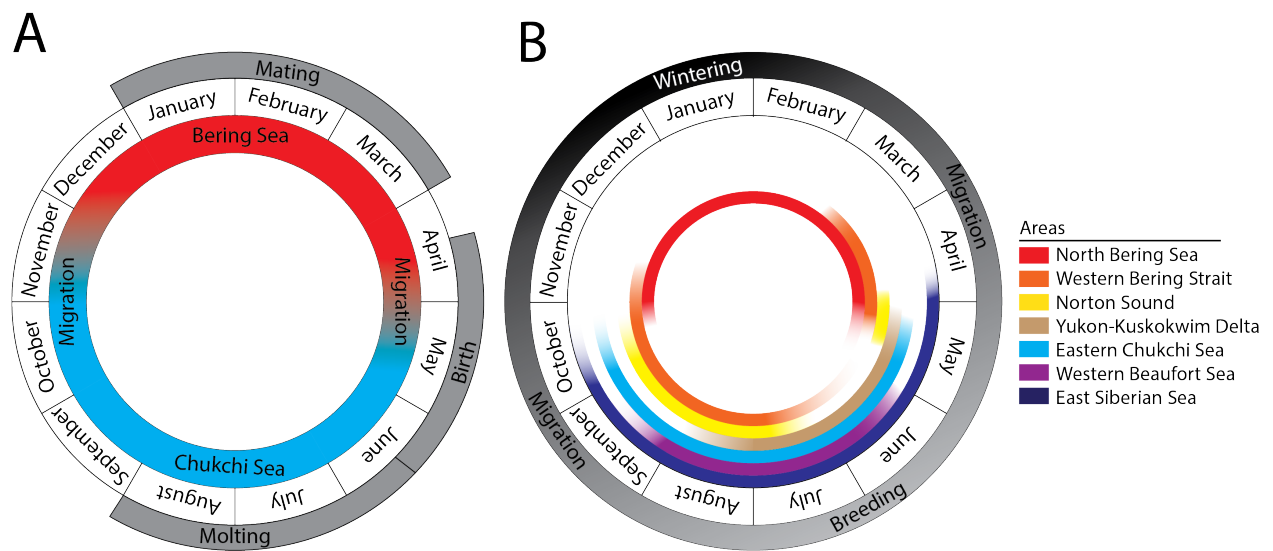 A
Mating
January
February
March
April
May
June
July
August
September
October
November
December
Bering Sea
Migration
Chukchi Sea
Migration
Birth
Molting
B
Wintering
January
February
March
April
May
June
July
August
September
October
November
December
Migration
Breeding
Migration
Areas
North Bering Sea
Western Bering Strait
Norton Sound
Yukon-Kuskokwim Delta
Eastern Chukchi Sea
Western Beaufort Sea
East Siberian Sea